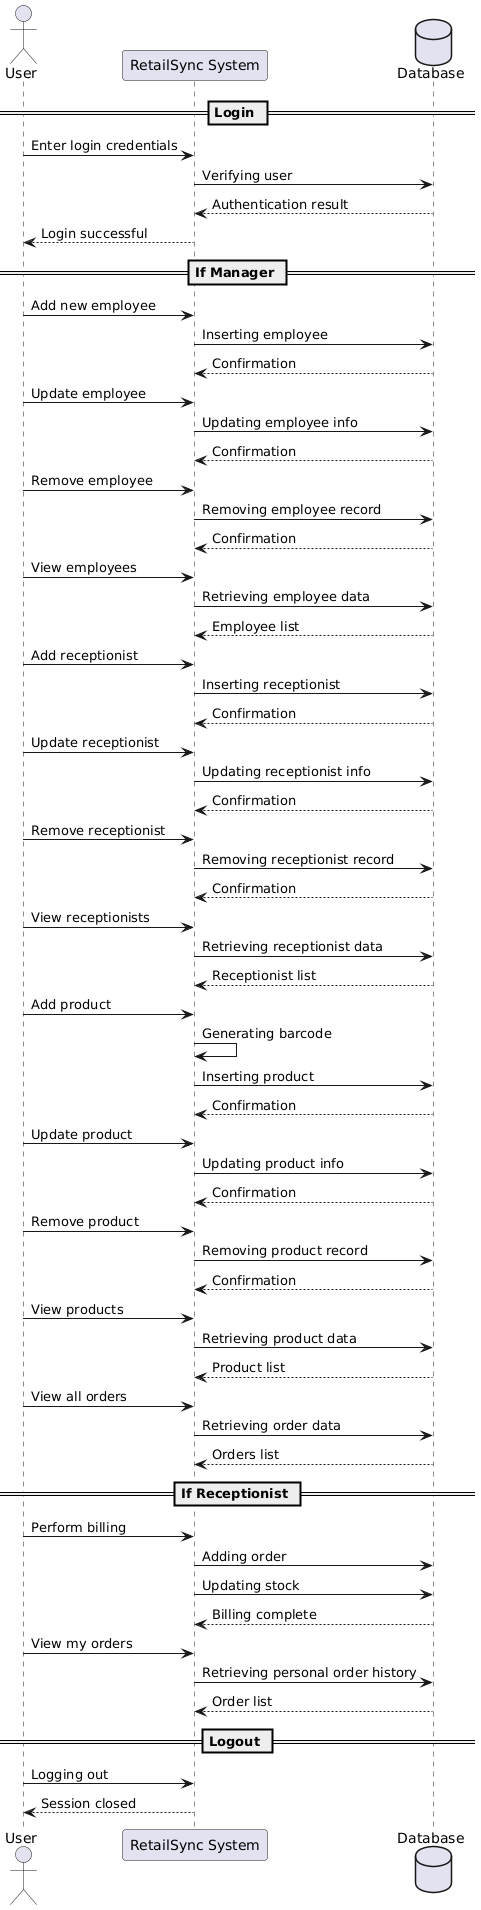 User
RetailSync System
Database
Login
Enter login credentials
Verifying user
Authentication result
Login successful
If Manager
Add new employee
Inserting employee
Confirmation
Update employee
Updating employee info
Confirmation
Remove employee
Removing employee record
Confirmation
View employees
Retrieving employee data
Employee list
Add receptionist
Inserting receptionist
Confirmation
Update receptionist
Updating receptionist info
Confirmation
Remove receptionist
Removing receptionist record
Confirmation
View receptionists
Retrieving receptionist data
Receptionist list
Add product
Generating barcode
Inserting product
Confirmation
Update product
Updating product info
Confirmation
Remove product
Removing product record
Confirmation
View products
Retrieving product data
Product list
View all orders
Retrieving order data
Orders list
If Receptionist
Perform billing
Adding order
Updating stock
Billing complete
View my orders
Retrieving personal order history
Order list
Logout
Logging out
Session closed
User
RetailSync System
Database